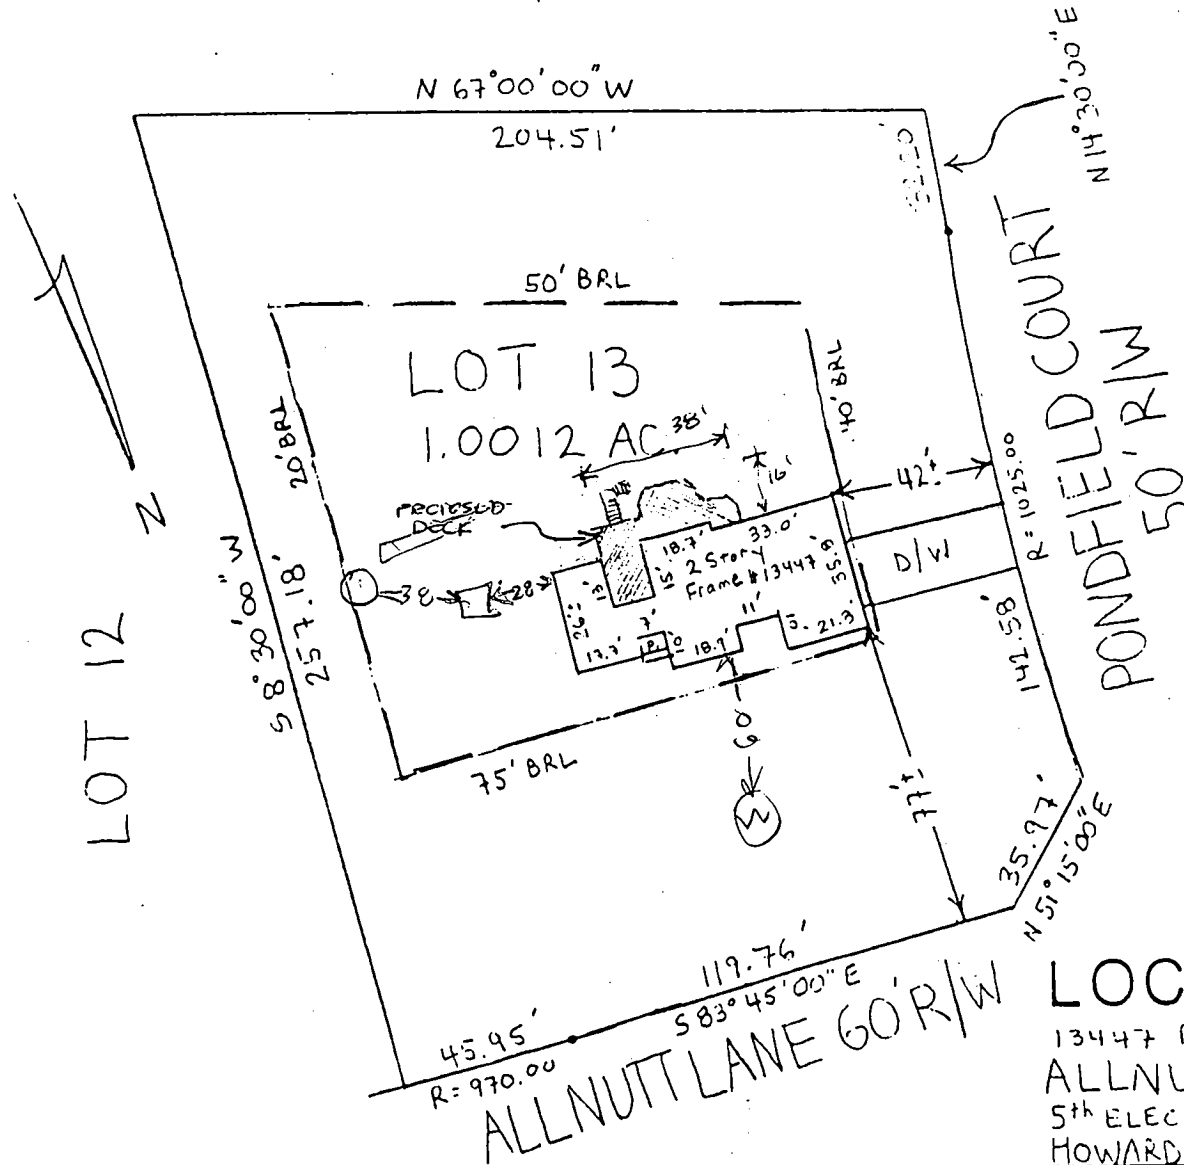 N 67°00'00" W
204.51'
N 14°30'00" E
50' BRL
LOT 13
1.0012 AC.
38'
16'
20' BRL
40' BRL
PROPOSED
DECK
42'±
R=1025.00
PONDFIELD COURT
50' R/W
18.7'
33.0'
2 Story
Frame #13447
35.9'
D/W
15'
13'
38
28
26'
7'
11'
17.7'
18.9'
21.3
N
S 8°30'00" W
257.18'
LOT 12
142.58'
75' BRL
60
W
77'±
35.97'
N 51°15'00" E
119.76'
S 83°45'00" E
45.95'
R=970.00
ALLNUTT LANE 60' R/W
LOC
13447 P
ALLNU
5th ELEC
HOWARD